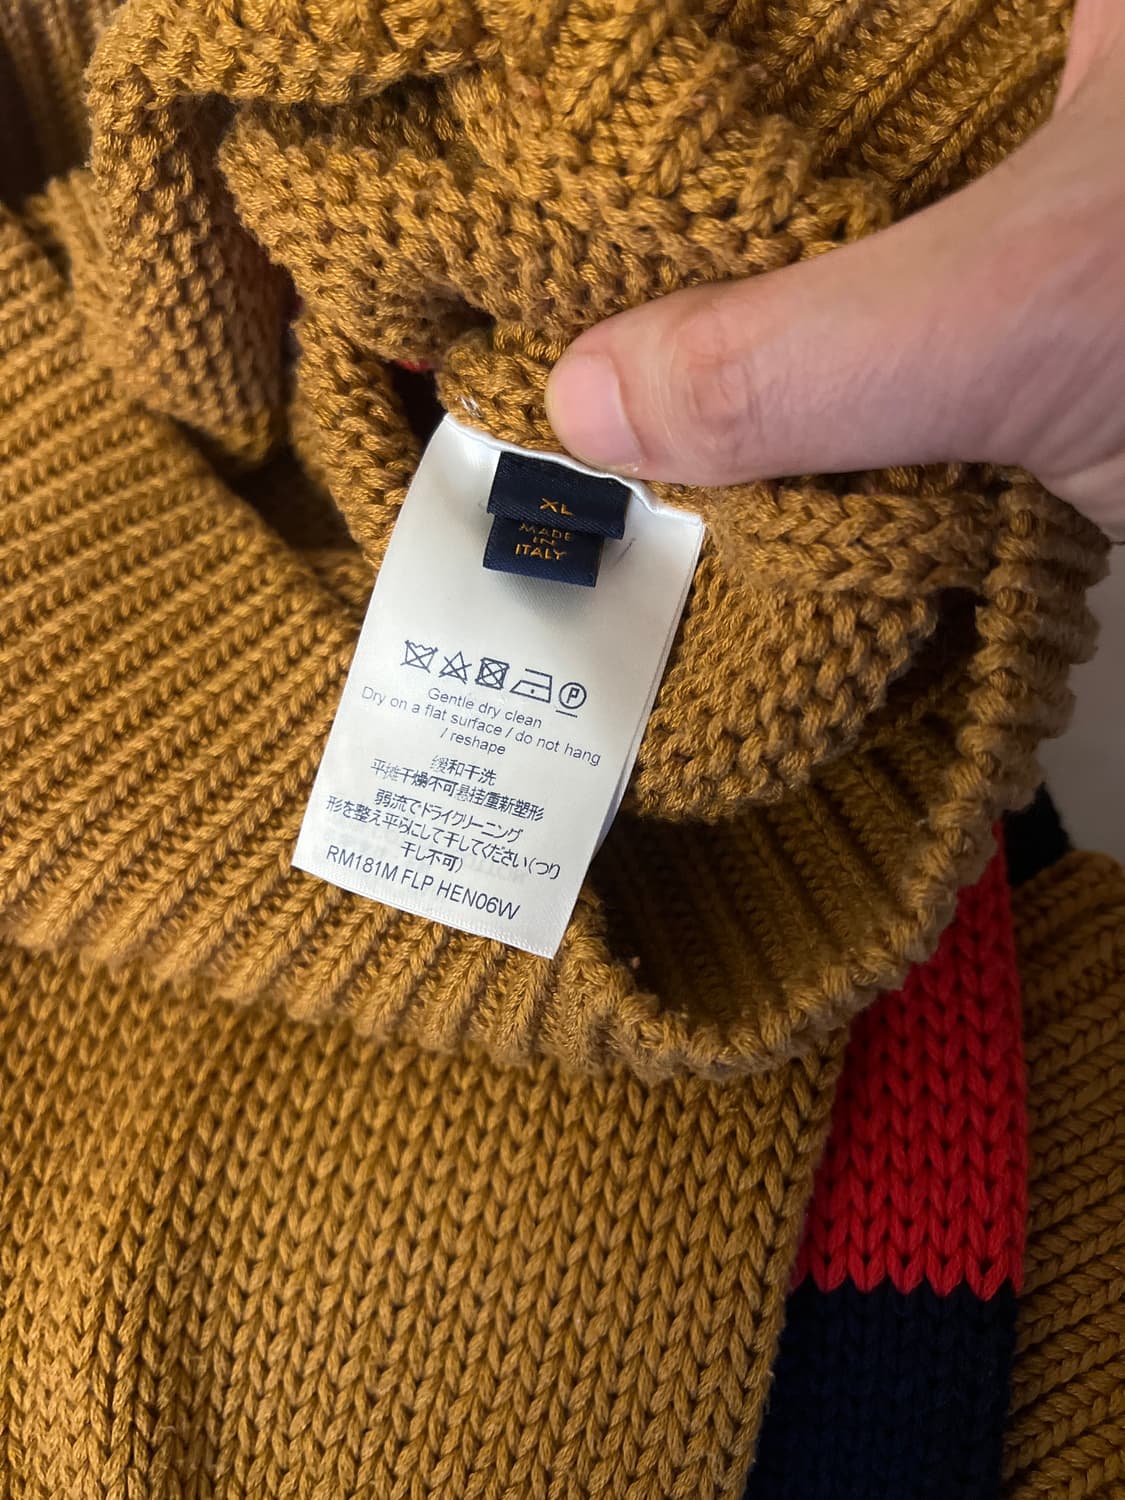 XL
MADE
IN
ITALY
P
Gentle dry clean
Dry on a flat surface / do not hang
/ reshape
缓和干洗
平摊干燥不可悬挂重新塑形
弱流でドライクリーニング
形を整え平らにして干してください(つり
干し不可)
RM181M FLP HEN06W